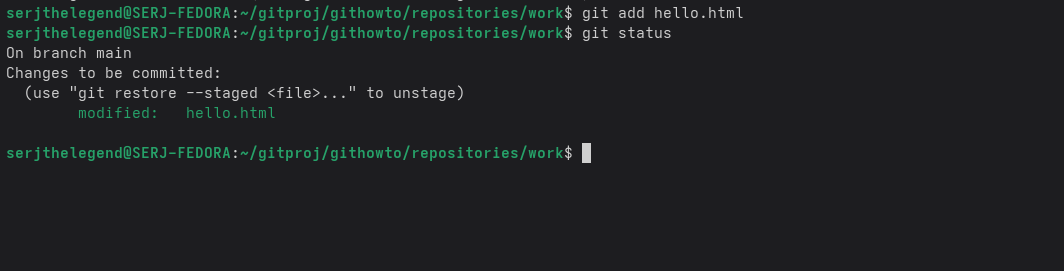 serjthelegend@SERJ-FEDORA:~/gitproj/githowto/repositories/work$ git add hello.html
serjthelegend@SERJ-FEDORA:~/gitproj/githowto/repositories/work$ git status
On branch main
Changes to be committed:
  (use "git restore --staged <file>..." to unstage)
        modified:   hello.html

serjthelegend@SERJ-FEDORA:~/gitproj/githowto/repositories/work$